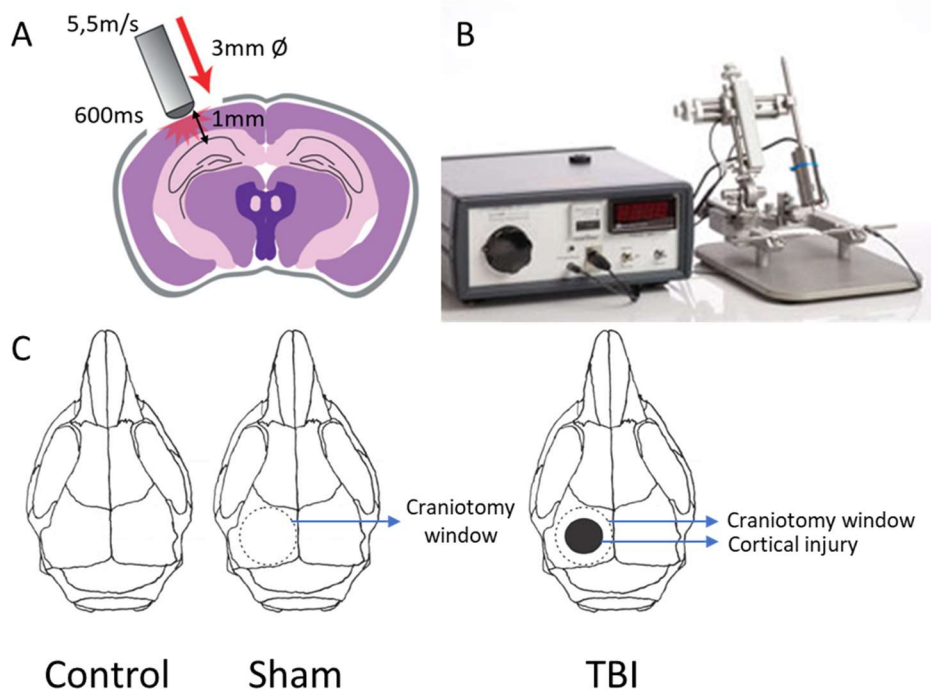 A
5,5m/s
3mm Ø
600ms
1mm
B
C
Craniotomy
window
Craniotomy window
Cortical injury
Control
Sham
TBI